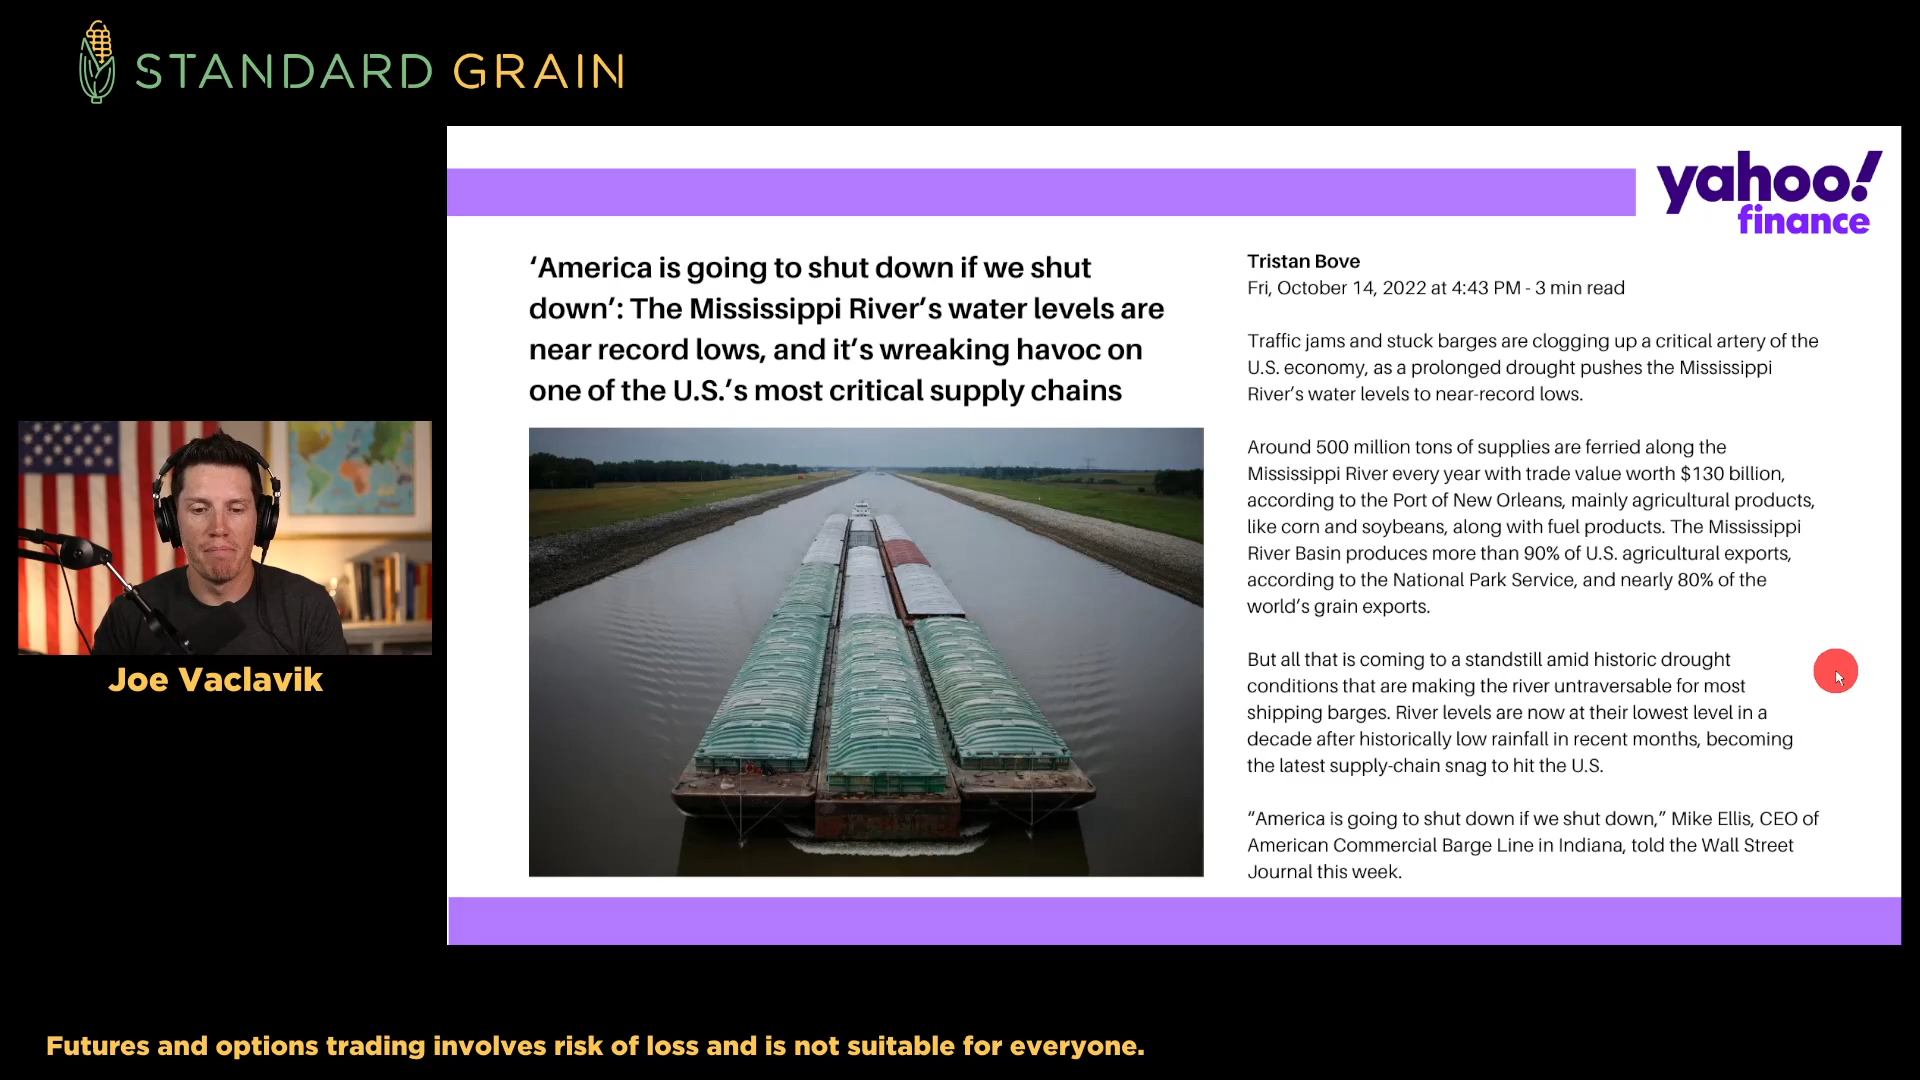 STANDARD GRAIN
yahoo!
finance
‘America is going to shut down if we shut
down’: The Mississippi River’s water levels are
near record lows, and it’s wreaking havoc on
one of the U.S.’s most critical supply chains
Tristan Bove
Fri, October 14, 2022 at 4:43 PM - 3 min read
Traffic jams and stuck barges are clogging up a critical artery of the
U.S. economy, as a prolonged drought pushes the Mississippi
River’s water levels to near-record lows.
Around 500 million tons of supplies are ferried along the
Mississippi River every year with trade value worth $130 billion,
according to the Port of New Orleans, mainly agricultural products,
like corn and soybeans, along with fuel products. The Mississippi
River Basin produces more than 90% of U.S. agricultural exports,
according to the National Park Service, and nearly 80% of the
world’s grain exports.
But all that is coming to a standstill amid historic drought
conditions that are making the river untraversable for most
shipping barges. River levels are now at their lowest level in a
decade after historically low rainfall in recent months, becoming
the latest supply-chain snag to hit the U.S.
“America is going to shut down if we shut down,” Mike Ellis, CEO of
American Commercial Barge Line in Indiana, told the Wall Street
Journal this week.
Joe Vaclavik
Futures and options trading involves risk of loss and is not suitable for everyone.